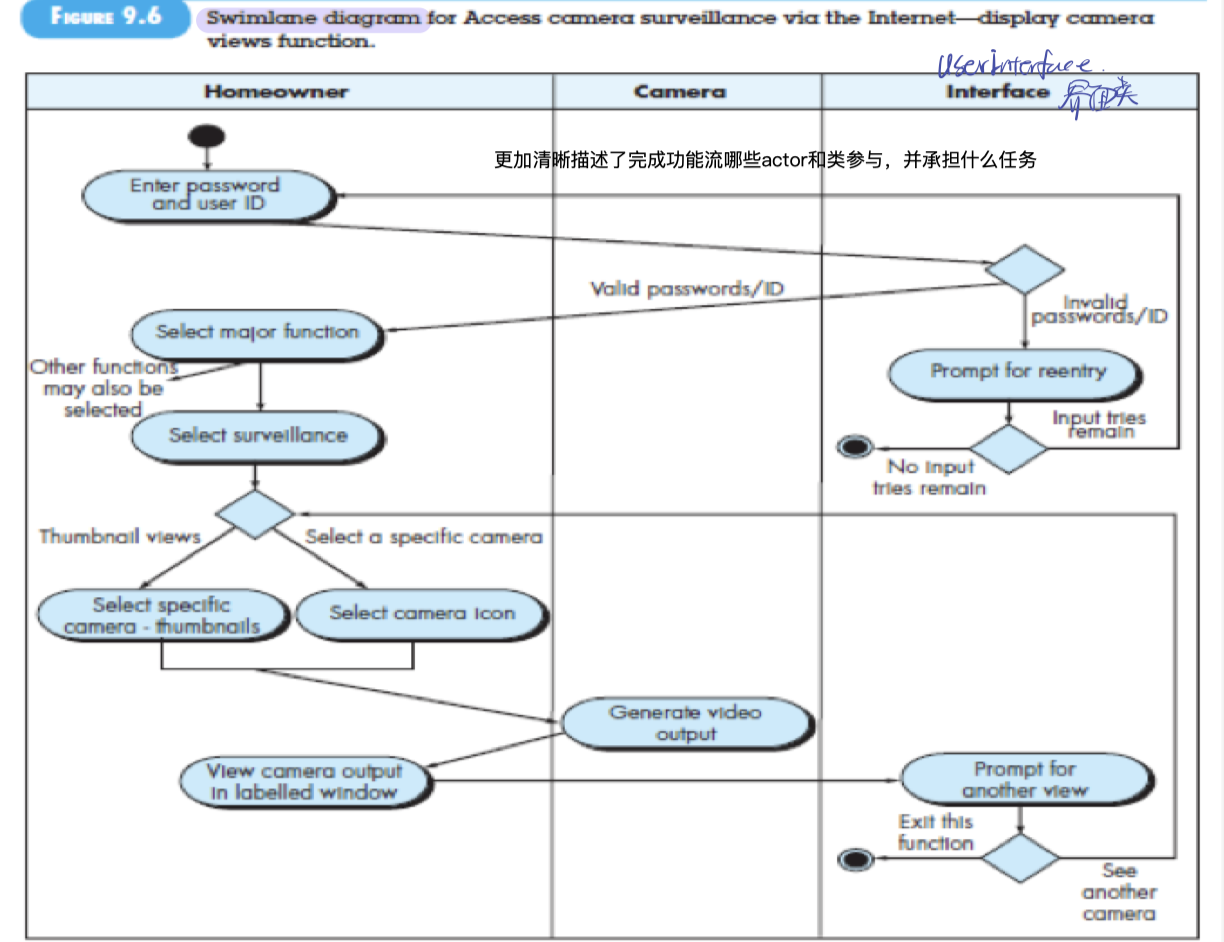 FIGURE 9.6
Swimlane diagram for Access camera surveillance via the Internet—display camera
views function.
UserInterface.
界面类
Homeowner
Camera
Interface
更加清晰描述了完成功能流哪些actor和类参与，并承担什么任务
Enter password
and user ID
Valid passwords/ID
Invalid
passwords/ID
Select major function
Other functions
may also be
selected
Prompt for reentry
Input tries
remain
Select surveillance
No input
tries remain
Thumbnail views
Select a specific camera
Select specific
camera - thumbnails
Select camera icon
Generate video
output
View camera output
in labelled window
Prompt for
another view
Exit this
function
See
another
camera